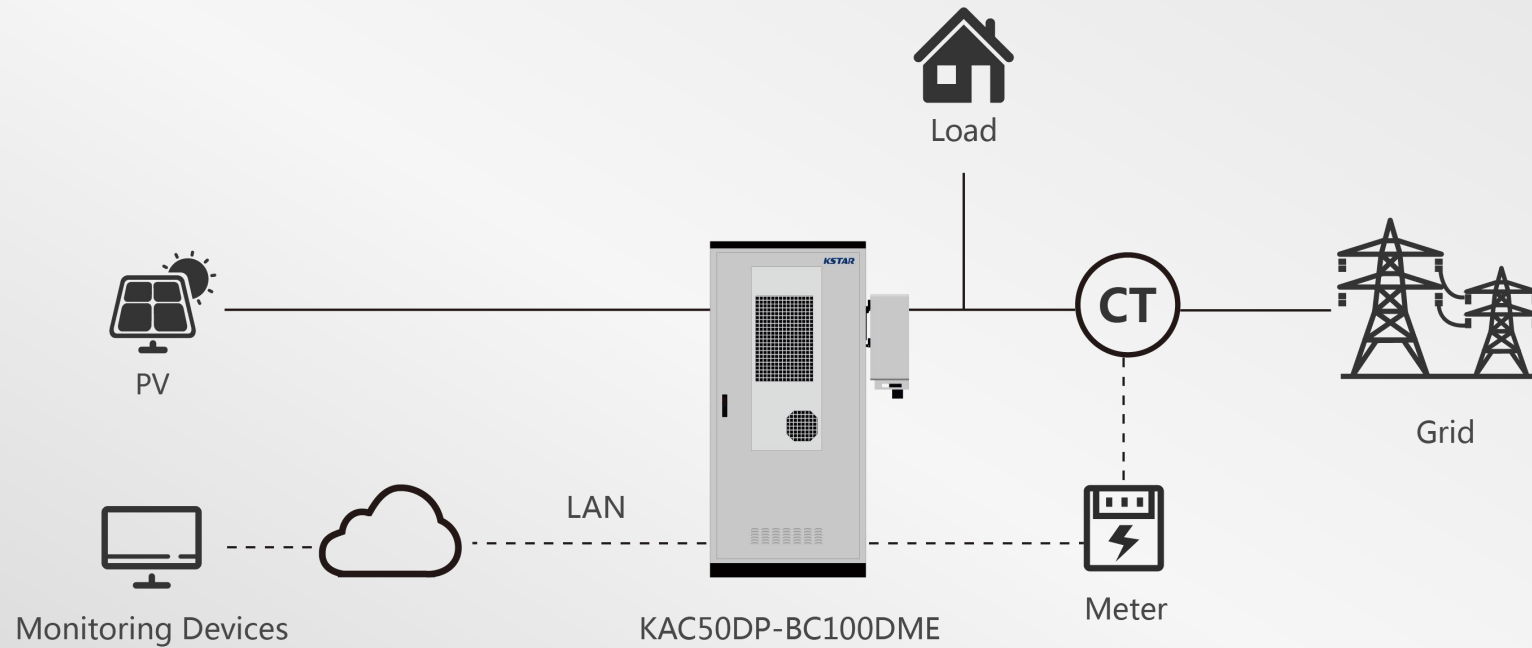 Load
KSTAR
CT
PV
Grid
LAN
Meter
Monitoring Devices
KAC50DP-BC100DME